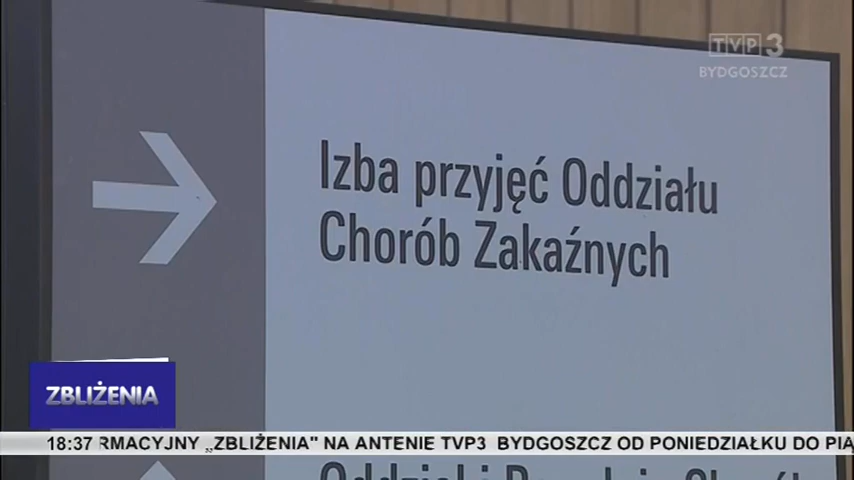 TVP3
BYDGOSZCZ
Izba przyjęć Oddziału
Chorób Zakaźnych
ZBLIŻENIA
18:37 RMACYJNY „ZBLIŻENIA" NA ANTENIE TVP3 BYDGOSZCZ OD PONIEDZIAŁKU DO PIĄ